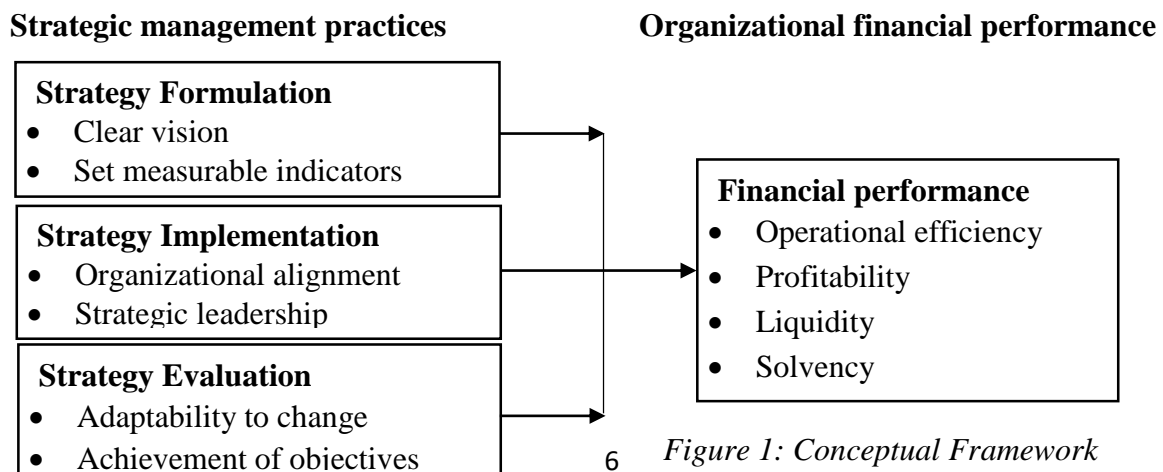 Strategic management practices
Organizational financial performance
Strategy Formulation
• Clear vision
• Set measurable indicators
Strategy Implementation
• Organizational alignment
• Strategic leadership
Strategy Evaluation
• Adaptability to change
• Achievement of objectives
Financial performance
• Operational efficiency
• Profitability
• Liquidity
• Solvency
6
Figure 1: Conceptual Framework